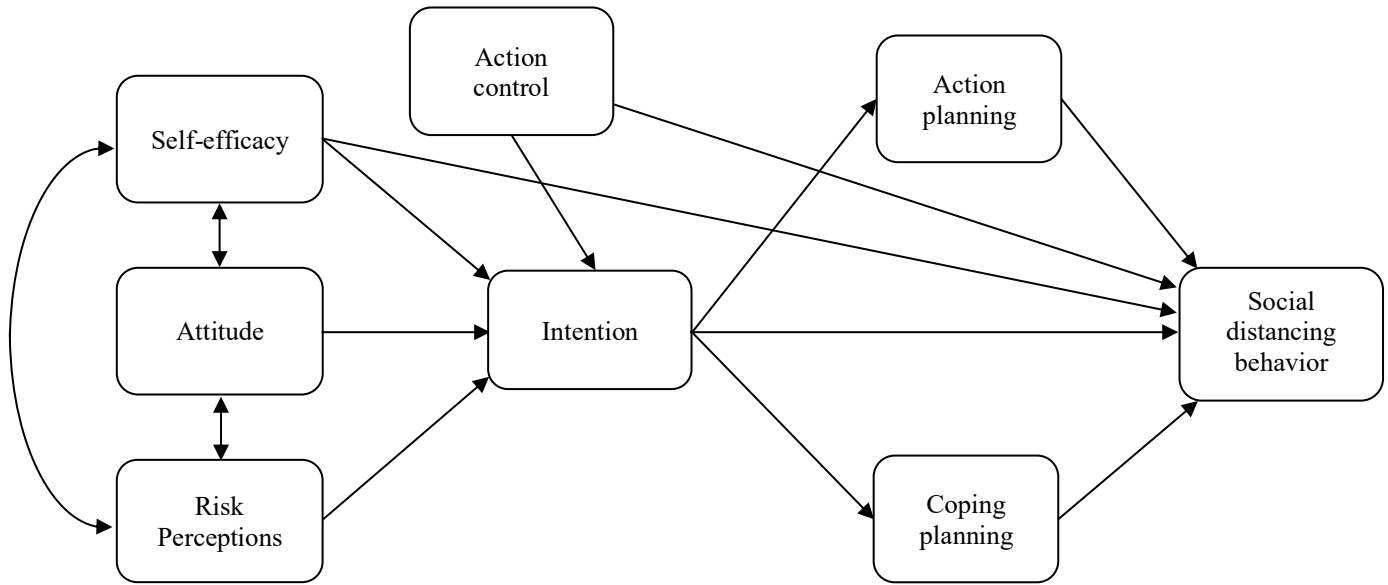 Action
control
Action
planning
Self-efficacy
Attitude
Intention
Social
distancing
behavior
Risk
Perceptions
Coping
planning